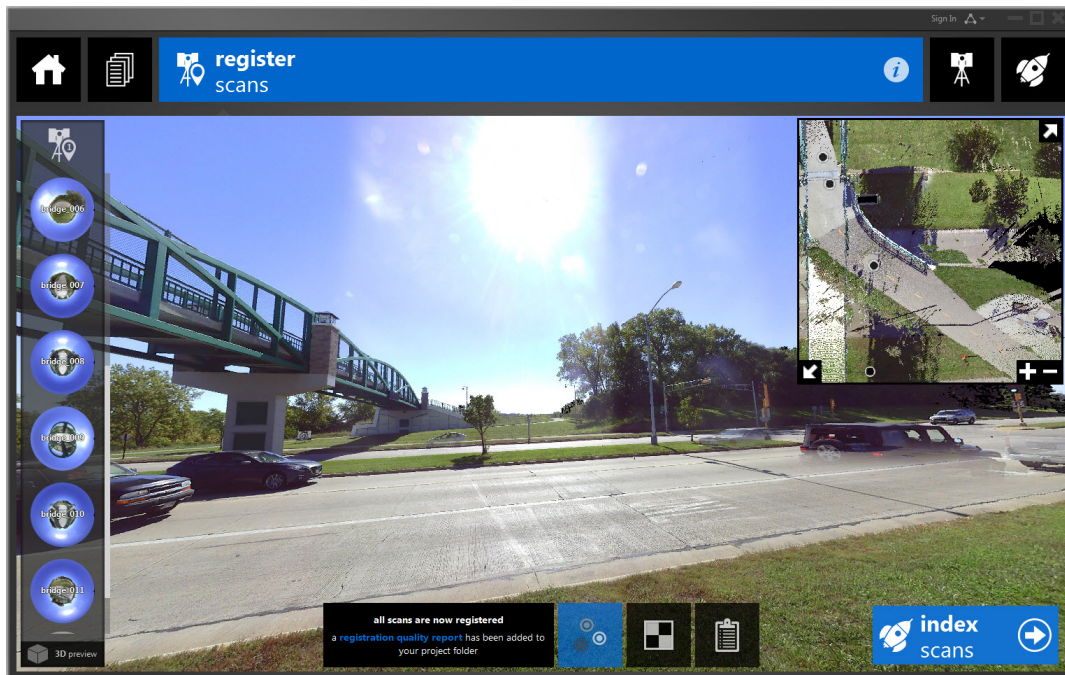 Sign In
register
scans
bridge_006
bridge_007
bridge_008
bridge_009
bridge_010
bridge_011
3D preview
all scans are now registered
a registration quality report has been added to
your project folder
index
scans